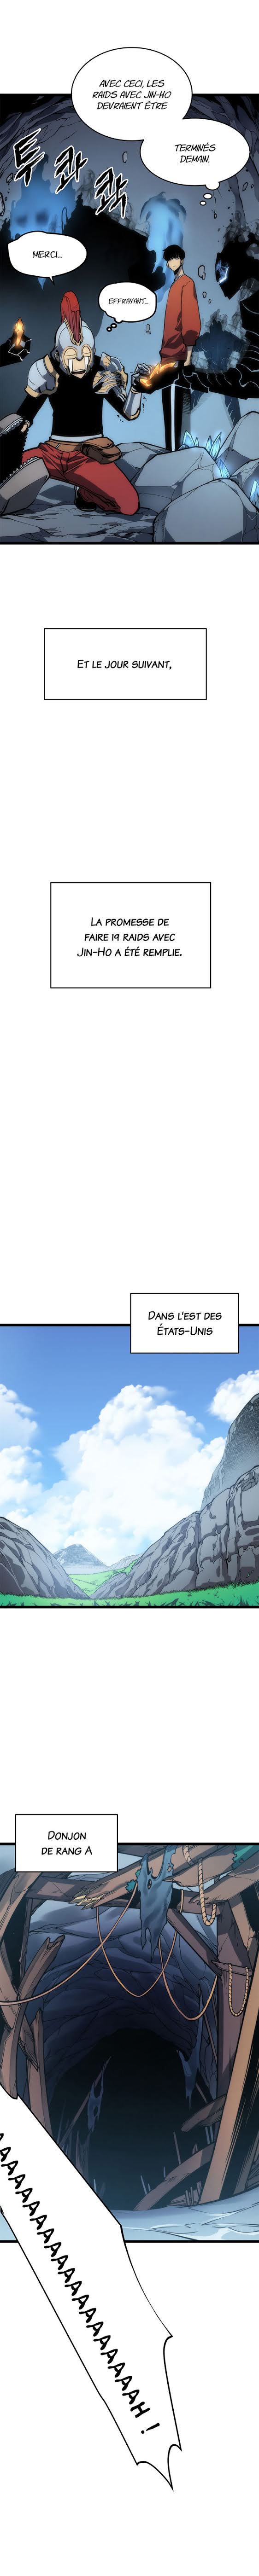 AVEC CECI, LES
RAIDS AVEC JIN-HO
DEVRAIENT ÊTRE
TERMINÉS
DEMAIN.
투
콰
콱
MERCI...
EFFRAYANT...
ET LE JOUR SUIVANT,
LA PROMESSE DE
FAIRE 19 RAIDS AVEC
JIN-HO A ÉTÉ REMPLIE.
DANS L'EST DES
ÉTATS-UNIS
DONJON
DE RANG A
AAAAAAAAAAAAAAAAAAAAAH !